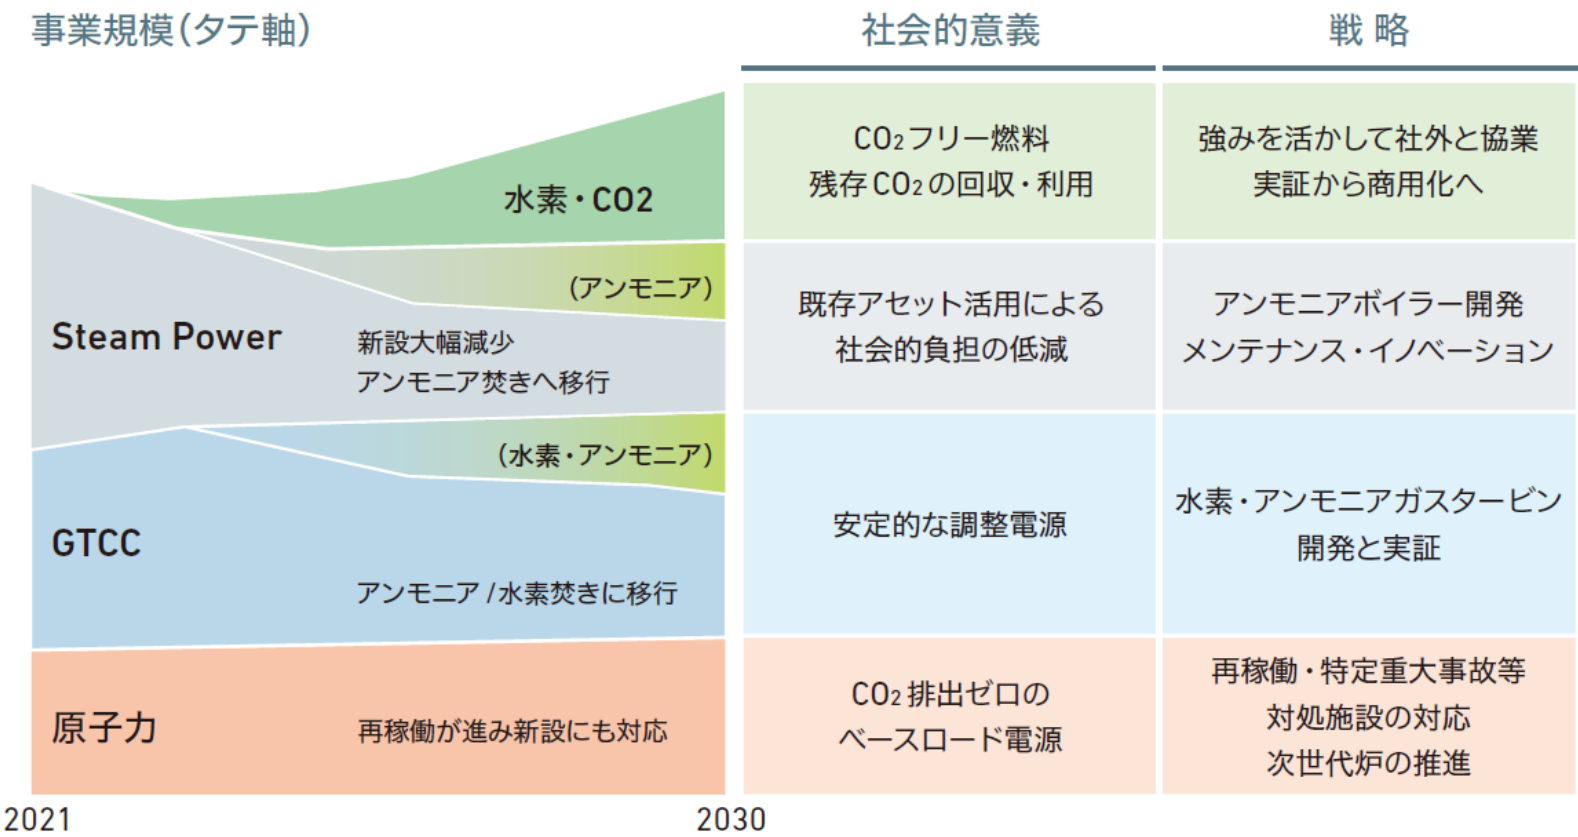 事業規模(タテ軸)
社会的意義
戦略
水素・CO2
CO2フリー燃料
残存CO2の回収・利用
強みを活かして社外と協業
実証から商用化へ
(アンモニア)
Steam Power
新設大幅減少
アンモニア焚きへ移行
既存アセット活用による
社会的負担の低減
アンモニアボイラー開発
メンテナンス・イノベーション
(水素・アンモニア)
GTCC
アンモニア/水素焚きに移行
安定的な調整電源
水素・アンモニアガスタービン
開発と実証
原子力
再稼働が進み新設にも対応
CO2排出ゼロの
ベースロード電源
再稼働・特定重大事故等
対処施設の対応
次世代炉の推進
2021
2030